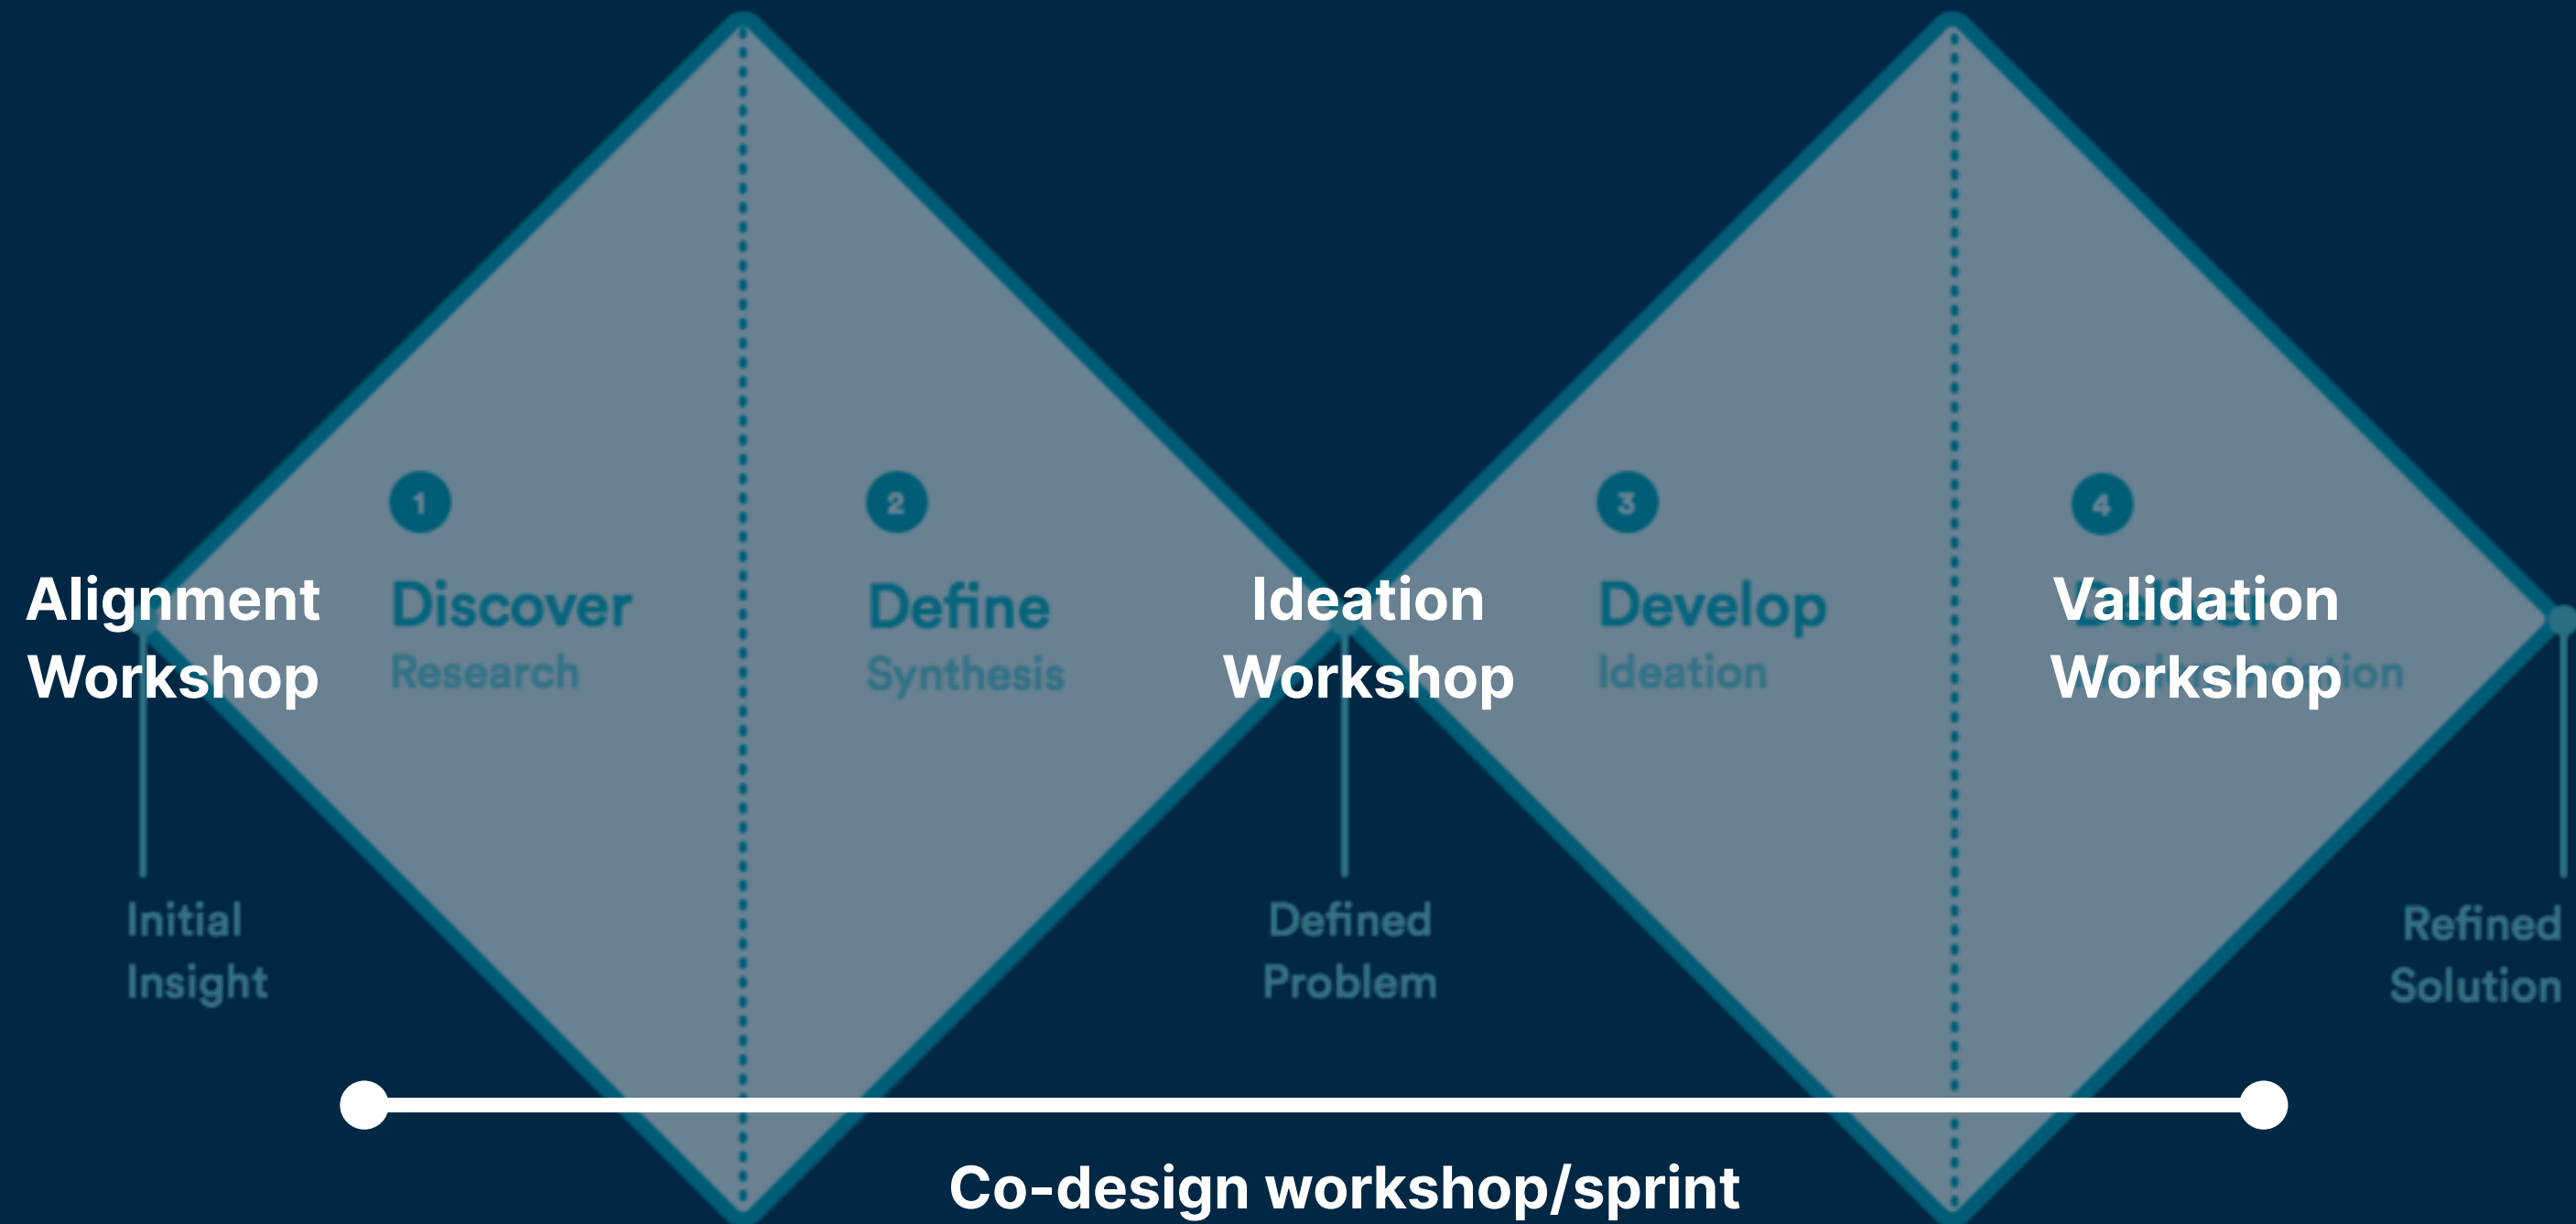 1
2
3
4
Discover
Research
Define
Synthesis
Develop
Ideation
Alignment
Workshop
Ideation
Workshop
Validation
Workshop
Initial
Insight
Defined
Problem
Refined
Solution
Co-design workshop/sprint